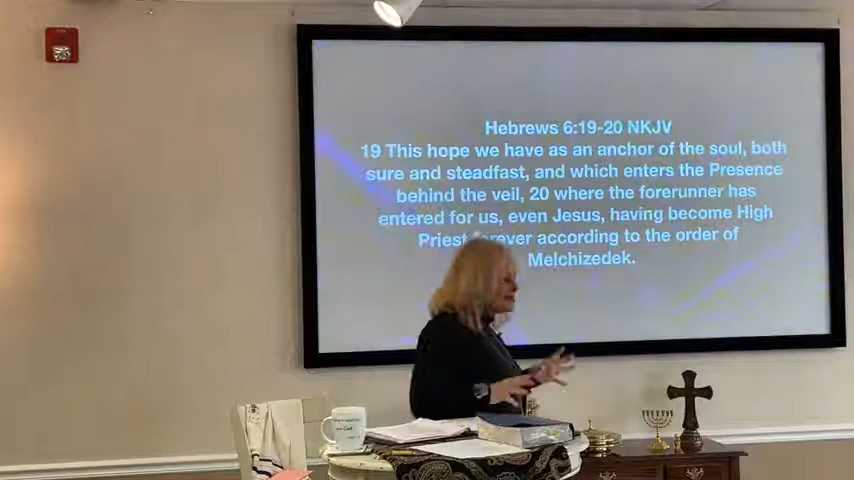 Hebrews 6:19-20 NKJV
19 This hope we have as an anchor of the soul, both
sure and steadfast, and which enters the Presence
behind the veil, 20 where the forerunner has
entered for us, even Jesus, having become High
Priest forever according to the order of
Melchizedek.
God